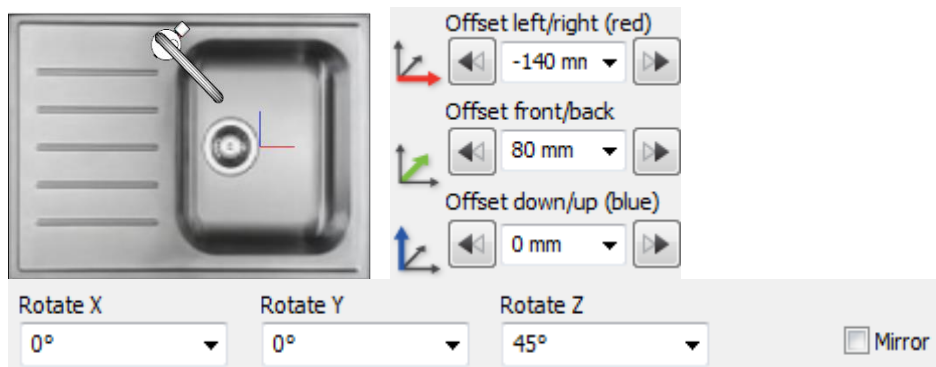 Offset left/right (red)
-140 mn
Offset front/back
80 mm
Offset down/up (blue)
0 mm
Rotate X
Rotate Y
Rotate Z
0°
0°
45°
Mirror